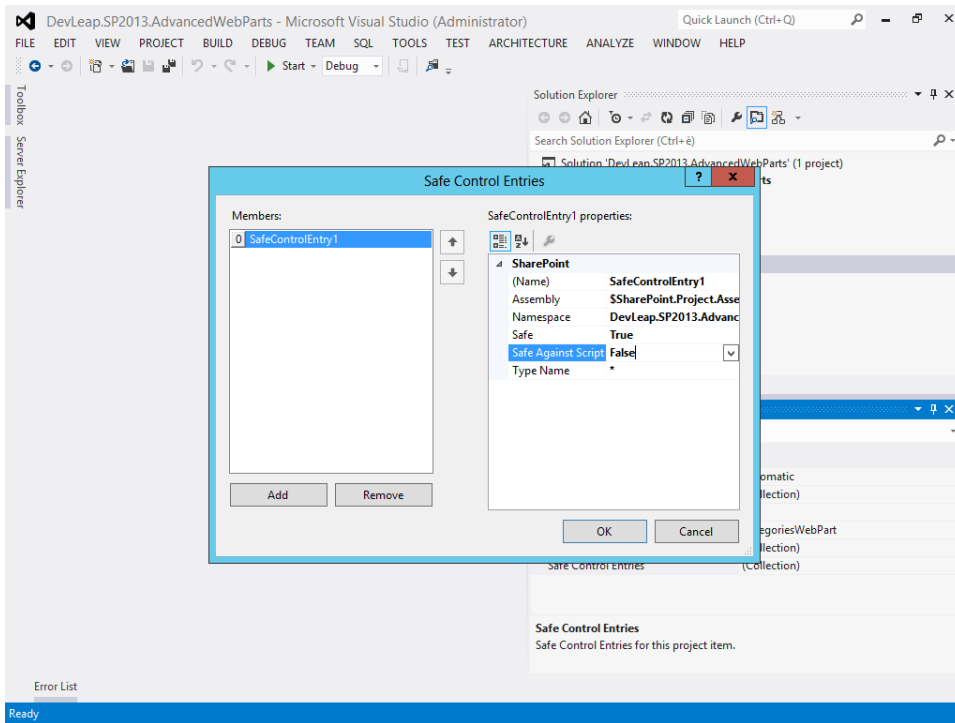 DevLeap.SP2013.AdvancedWebParts - Microsoft Visual Studio (Administrator)
Quick Launch (Ctrl+Q)
FILE EDIT VIEW PROJECT BUILD DEBUG TEAM SQL TOOLS TEST ARCHITECTURE ANALYZE WINDOW HELP
Start Debug
Toolbox
Server Explorer
Solution Explorer
Search Solution Explorer (Ctrl+è)
Solution 'DevLeap.SP2013.AdvancedWebParts' (1 project)
ts
Safe Control Entries
Members:
0 SafeControlEntry1
Add Remove
SafeControlEntry1 properties:
SharePoint
(Name) SafeControlEntry1
Assembly $SharePoint.Project.Asse
Namespace DevLeap.SP2013.Advanc
Safe True
Safe Against Script False
Type Name *
OK Cancel
omatic
llection)
egoriesWebPart
llection)
Safe Control Entries (Collection)
Safe Control Entries
Safe Control Entries for this project item.
Error List
Ready